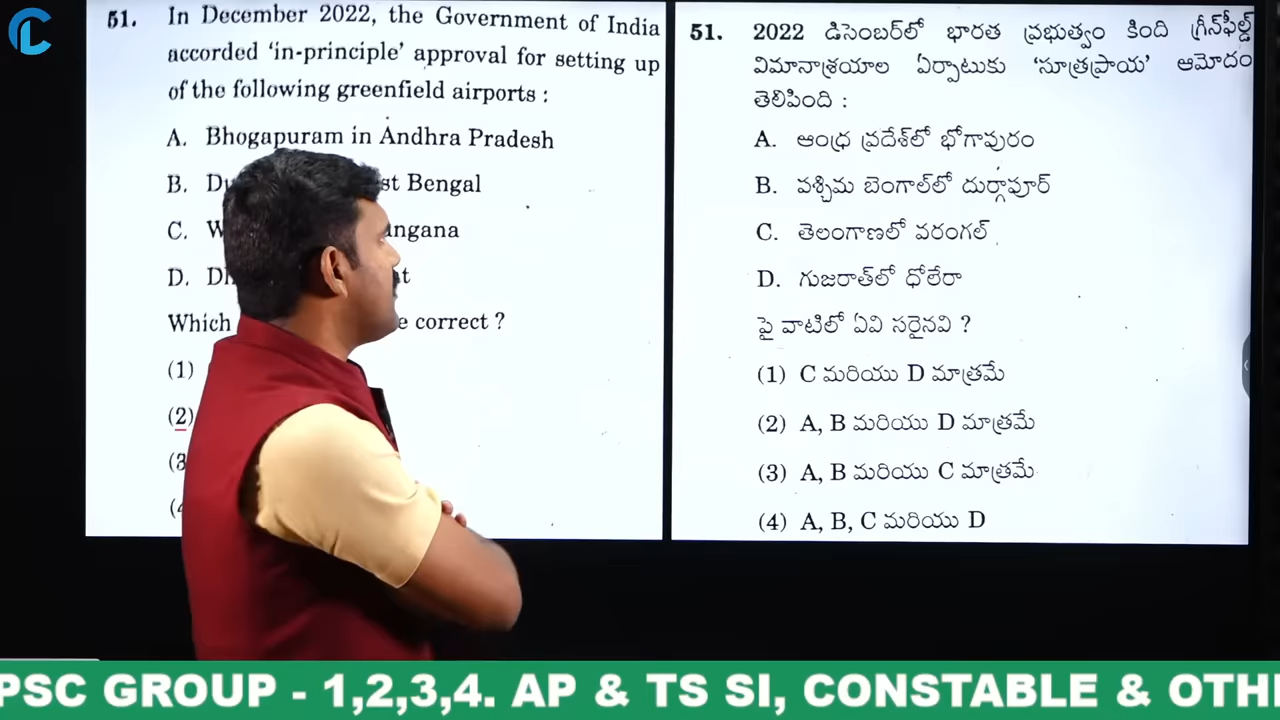 51. In December 2022, the Government of India
accorded 'in-principle' approval for setting up
of the following greenfield airports :
A. Bhogapuram in Andhra Pradesh
B. st Bengal
C.
D.
Which correct ?
(1)
(2)
51. 2022 డిసెంబర్‌లో భారత ప్రభుత్వం కింది గ్రీన్‌ఫీల్డ్
విమానాశ్రయాల ఏర్పాటుకు 'సూత్రప్రాయ' ఆమోదం
తెలిపింది :
A. ఆంధ్ర ప్రదేశ్‌లో భోగాపురం
B. పశ్చిమ బెంగాల్‌లో దుర్గాపూర్
C. తెలంగాణలో వరంగల్
D. గుజరాత్‌లో ధోలేరా
పై వాటిలో ఏవి సరైనవి ?
(1) C మరియు D మాత్రమే
(2) A, B మరియు D మాత్రమే
(3) A, B మరియు C మాత్రమే
(4) A, B, C మరియు D
PSC GROUP - 1,2,3,4. AP & TS SI, CONSTABLE & OTH